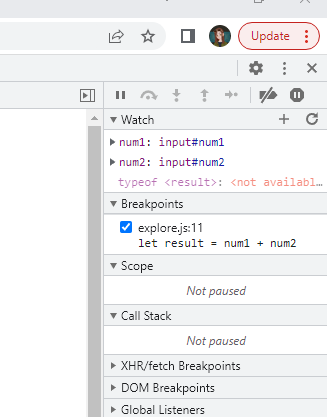 Update
Watch
num1: input#num1
num2: input#num2
typeof <result>: <not availabl…
Breakpoints
explore.js:11
let result = num1 + num2
Scope
Not paused
Call Stack
Not paused
XHR/fetch Breakpoints
DOM Breakpoints
Global Listeners